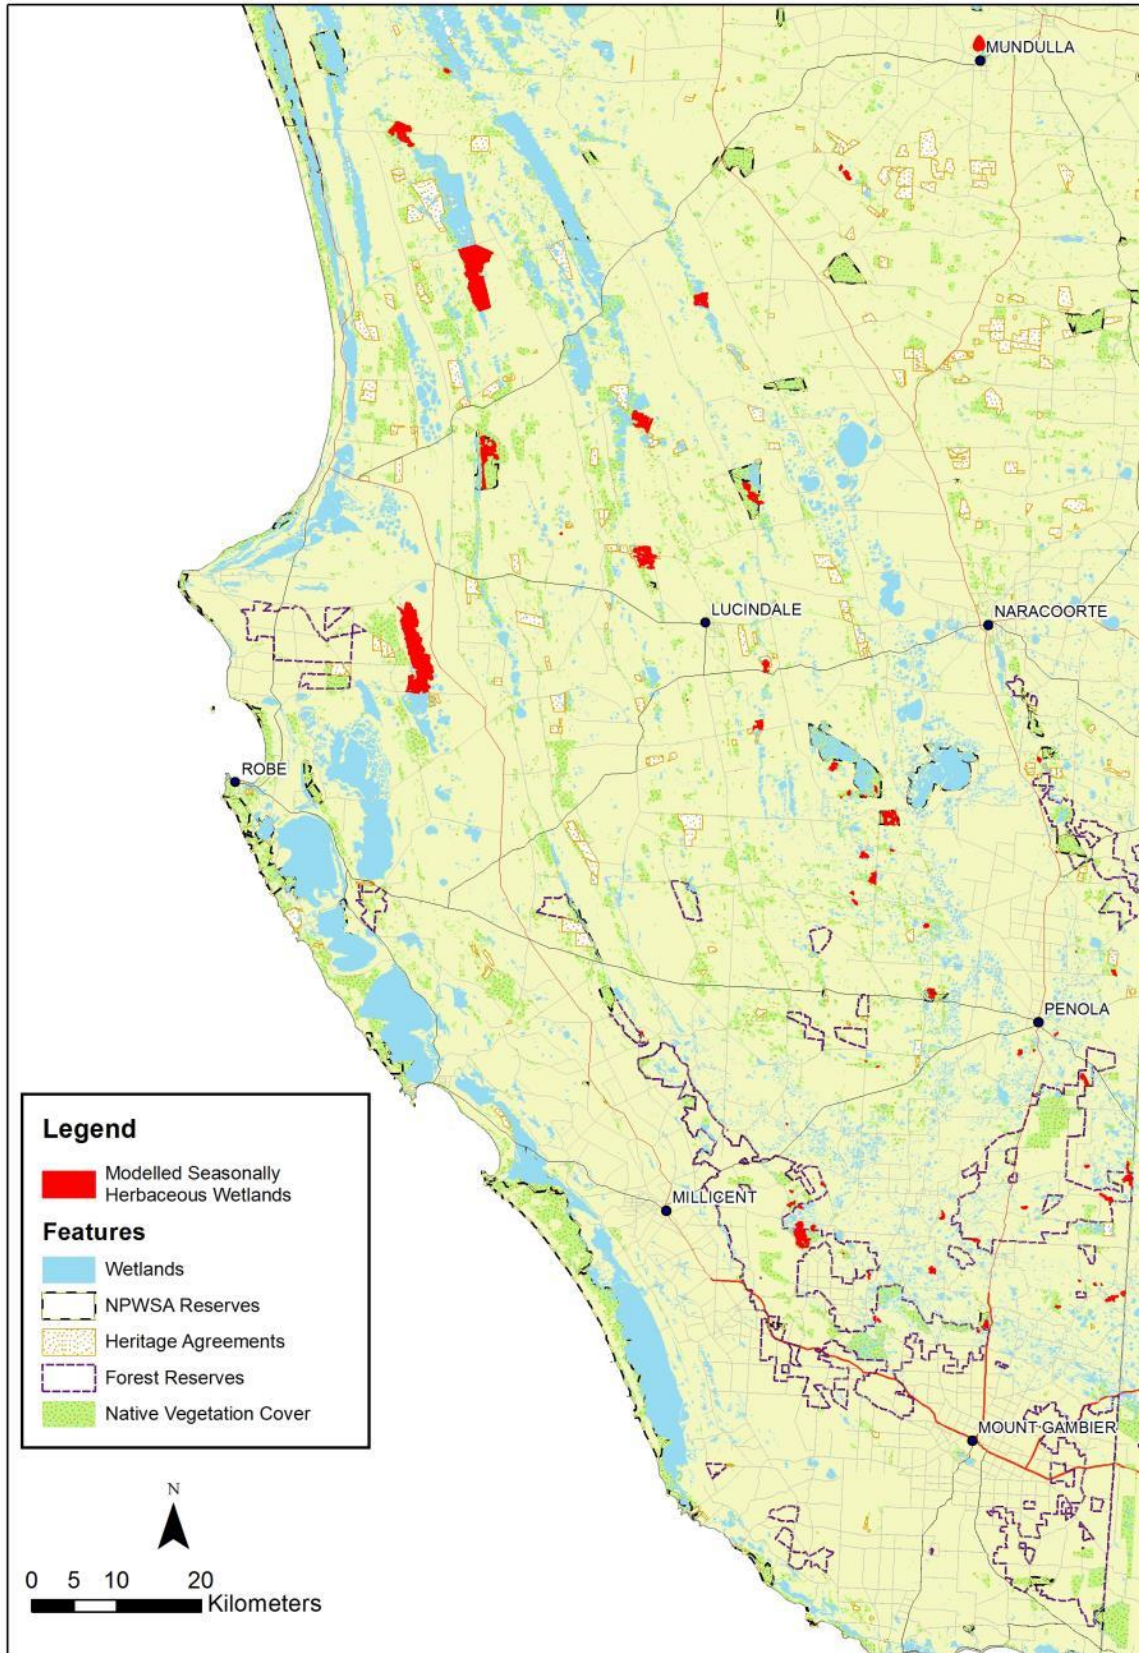 MUNDULLA
LUCINDALE
NARACOORTE
ROBE
PENOLA
MILLICENT
MOUNT GAMBIER
Legend
Modelled Seasonally
Herbaceous Wetlands
Features
Wetlands
NPWSA Reserves
Heritage Agreements
Forest Reserves
Native Vegetation Cover
N
0 5 10 20
Kilometers